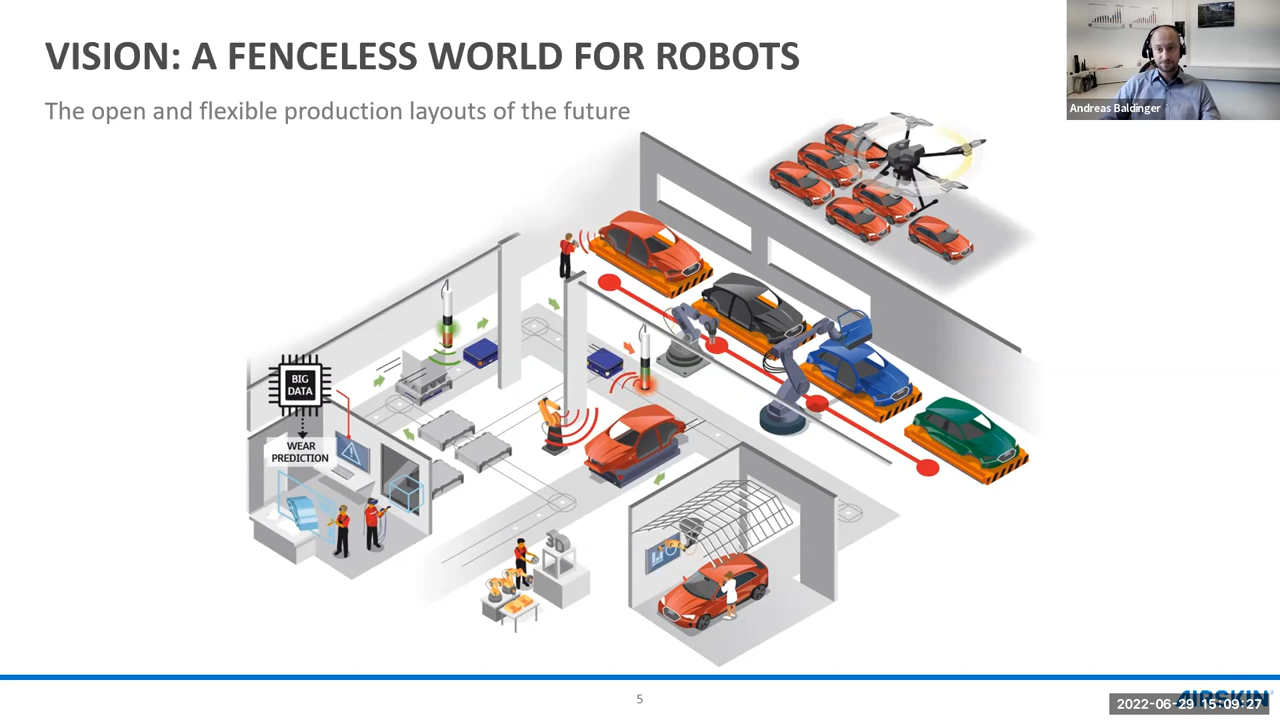 VISION: A FENCELESS WORLD FOR ROBOTS
The open and flexible production layouts of the future
Andreas Baldinger
BIG
DATA
WEAR
PREDICTION
3D
5
AIRSKIN
2022-06-29 15:09:27